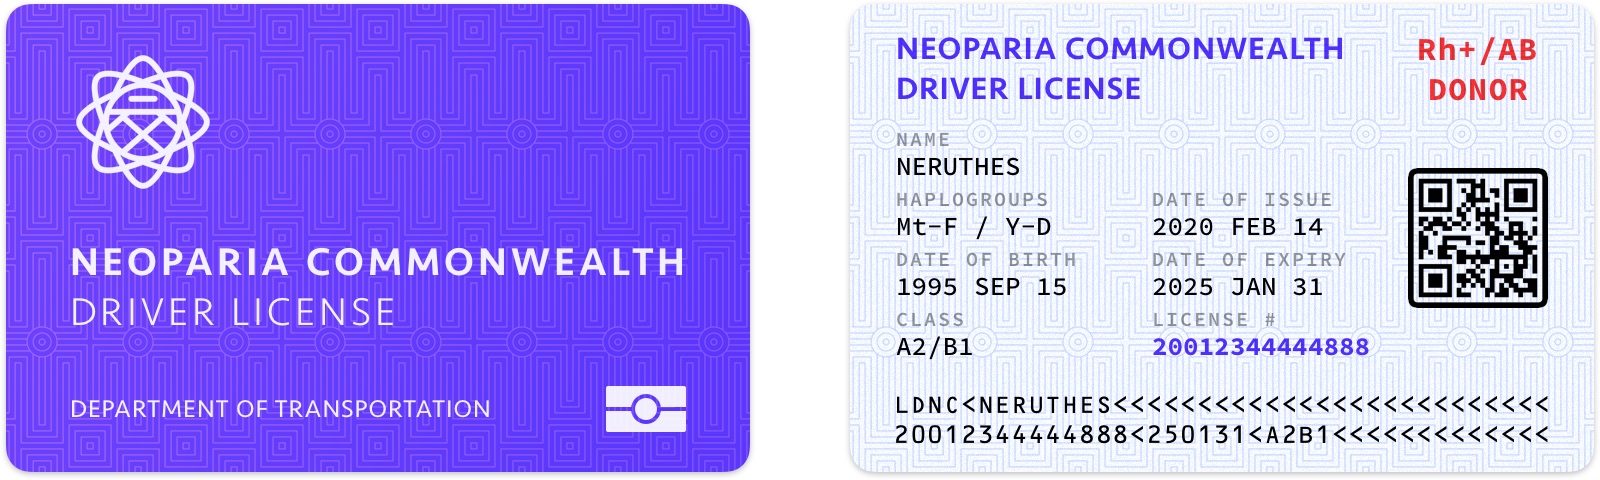 NEOPARIA COMMONWEALTH
DRIVER LICENSE
DEPARTMENT OF TRANSPORTATION
NEOPARIA COMMONWEALTH
DRIVER LICENSE
Rh+/AB
DONOR
NAME
NERUTHES
HAPLOGROUPS
Mt-F / Y-D
DATE OF ISSUE
2020 FEB 14
DATE OF BIRTH
1995 SEP 15
DATE OF EXPIRY
2025 JAN 31
CLASS
A2/B1
LICENSE #
20012344444888
LDNC<NERUTHES<<<<<<<<<<<<<<<<<<<<<<<<<<<
20012344444888<250131<A2B1<<<<<<<<<<<<<<